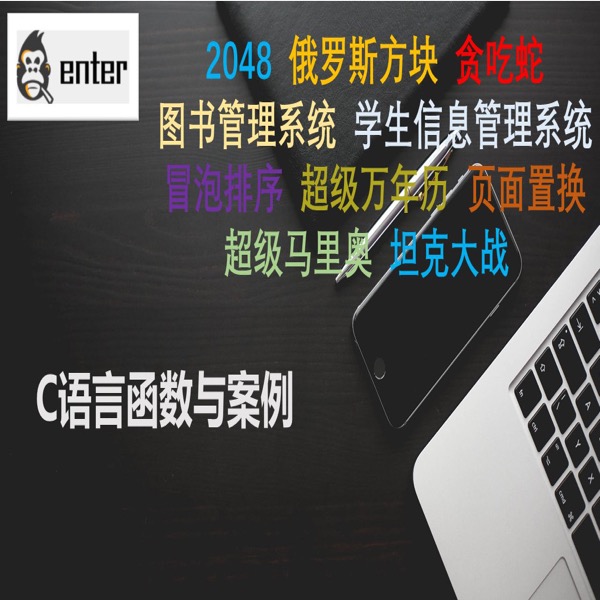 enter
2048 俄罗斯方块 贪吃蛇
图书管理系统 学生信息管理系统
冒泡排序 超级万年历 页面置换
超级马里奥 坦克大战
C语言函数与案例